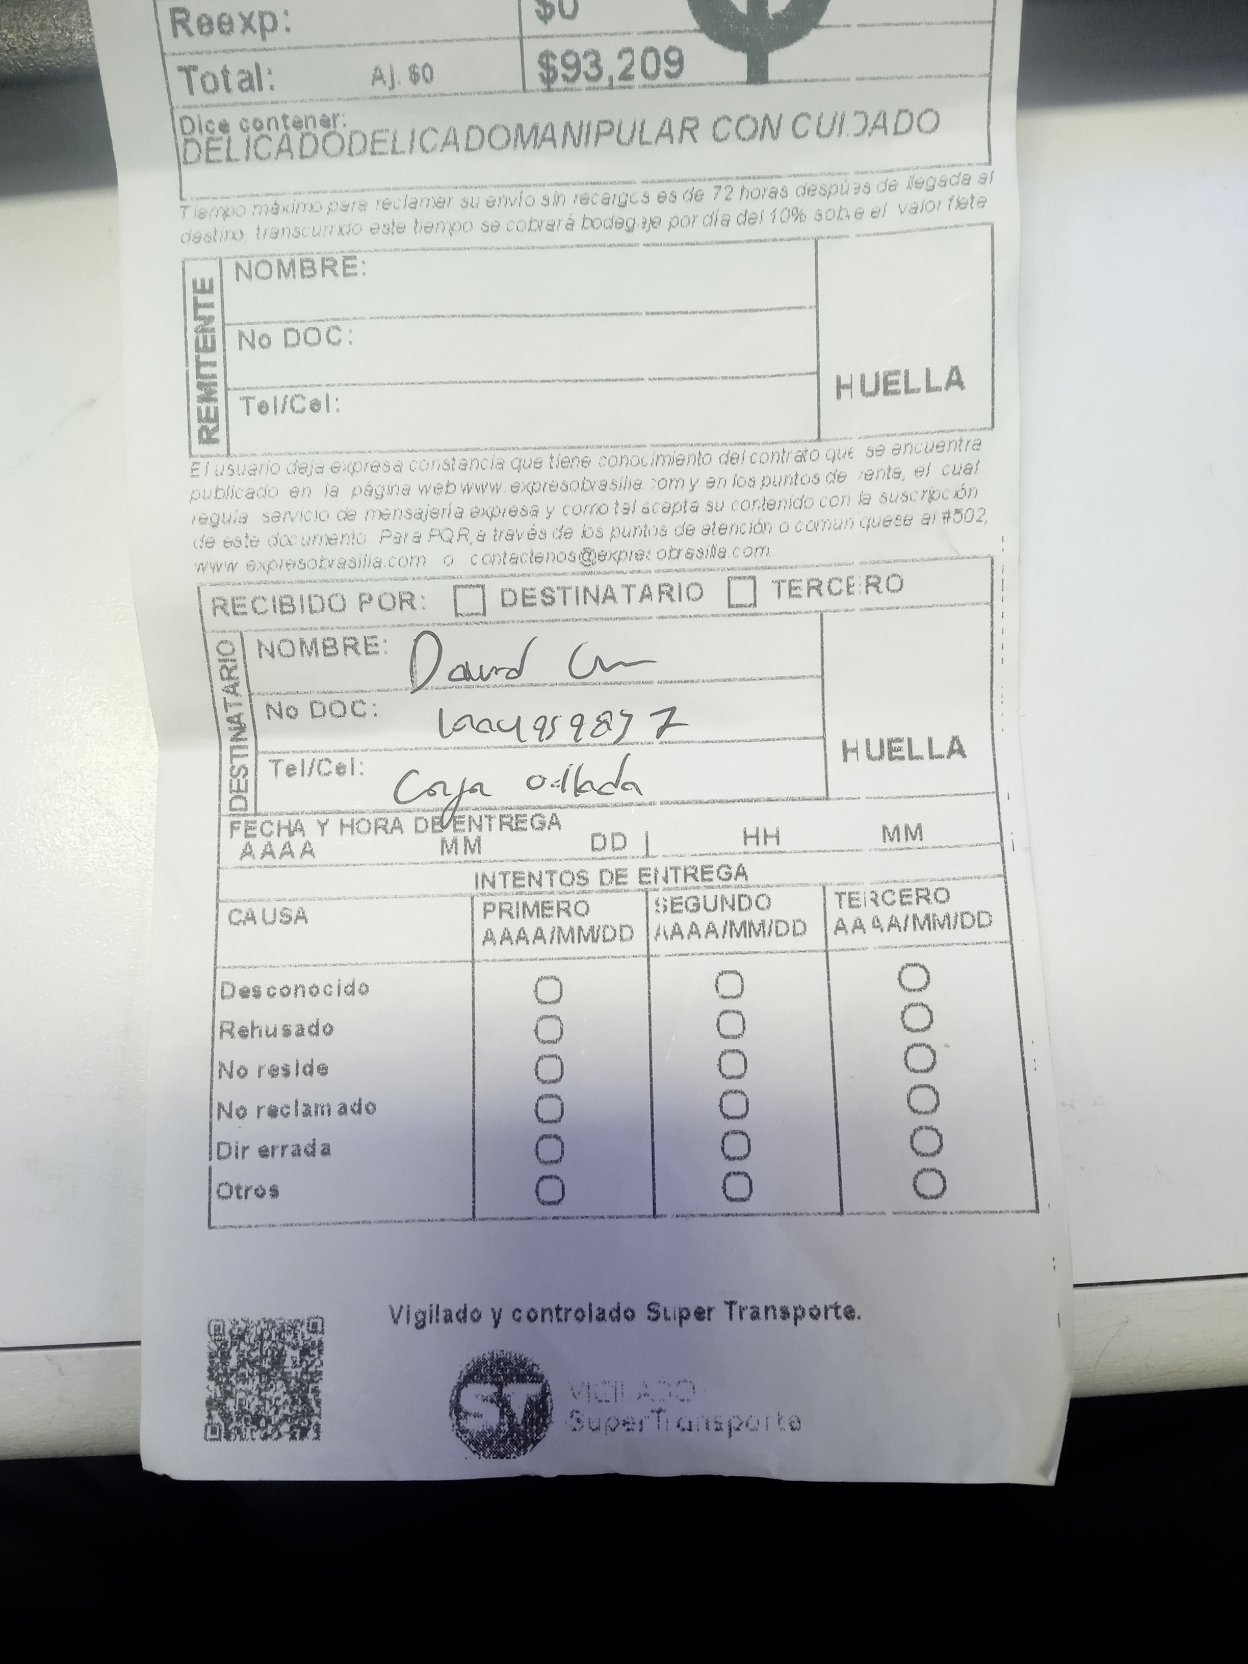 Reexp: $0
Total: Aj. $0 $93,209
Dice contener:
DELICADODELICADOMANIPULAR CON CUIDADO
Tiempo máximo para reclamar su envío sin recargos es de 72 horas despúes de llegada al
destino, transcurrido este tiempo se cobrará bodegaje por día del 10% sobre el valor flete
REMITENTE
NOMBRE:
No DOC:
Tel/Cel:
HUELLA
El usuario deja expresa constancia que tiene conocimiento del contrato que se encuentra
publicado en la página web www.expresobrasilia.com y en los puntos de venta, el cual
regula servicio de mensajería expresa y como tal acepta su contenido con la suscripción
de este documento. Para PQR,a través de los puntos de atención o comuníquese al #502,
www.expresobrasilia.com o contactenos@expresobrasilia.com
RECIBIDO POR: DESTINATARIO TERCERO
DESTINATARIO
NOMBRE: David
No DOC:
Tel/Cel: Caja
HUELLA
FECHA Y HORA DE ENTREGA
AAAA MM DD HH MM
INTENTOS DE ENTREGA
CAUSA PRIMERO SEGUNDO TERCERO
AAAA/MM/DD AAAA/MM/DD AAAA/MM/DD
Desconocido
Rehusado
No reside
No reclamado
Dir errada
Otros
Vigilado y controlado Super Transporte.
ST VIGILADO
SuperTransporte